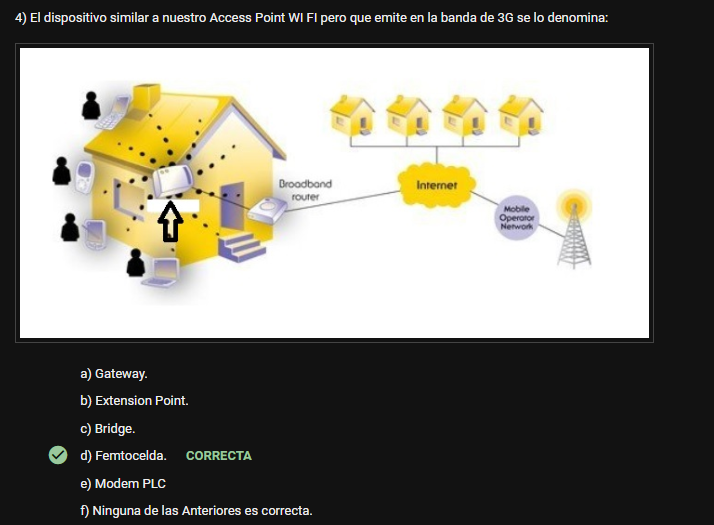 4) El dispositivo similar a nuestro Access Point WI FI pero que emite en la banda de 3G se lo denomina:
Broadband
router
Internet
Mobile
Operator
Network
a) Gateway.
b) Extension Point.
c) Bridge.
d) Femtocelda. CORRECTA
e) Modem PLC
f) Ninguna de las Anteriores es correcta.